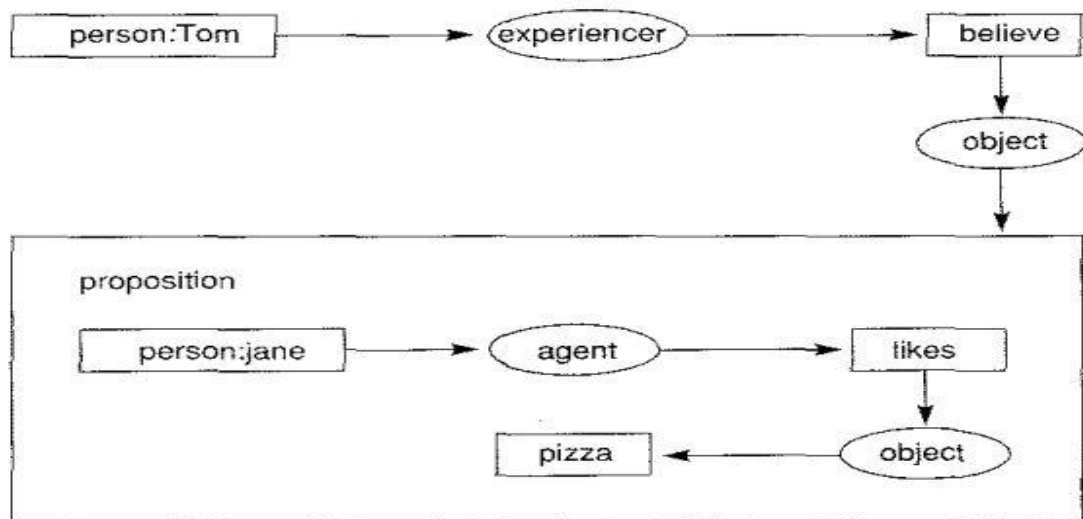 person:Tom
experiencer
believe
object
proposition
person:jane
agent
likes
pizza
object